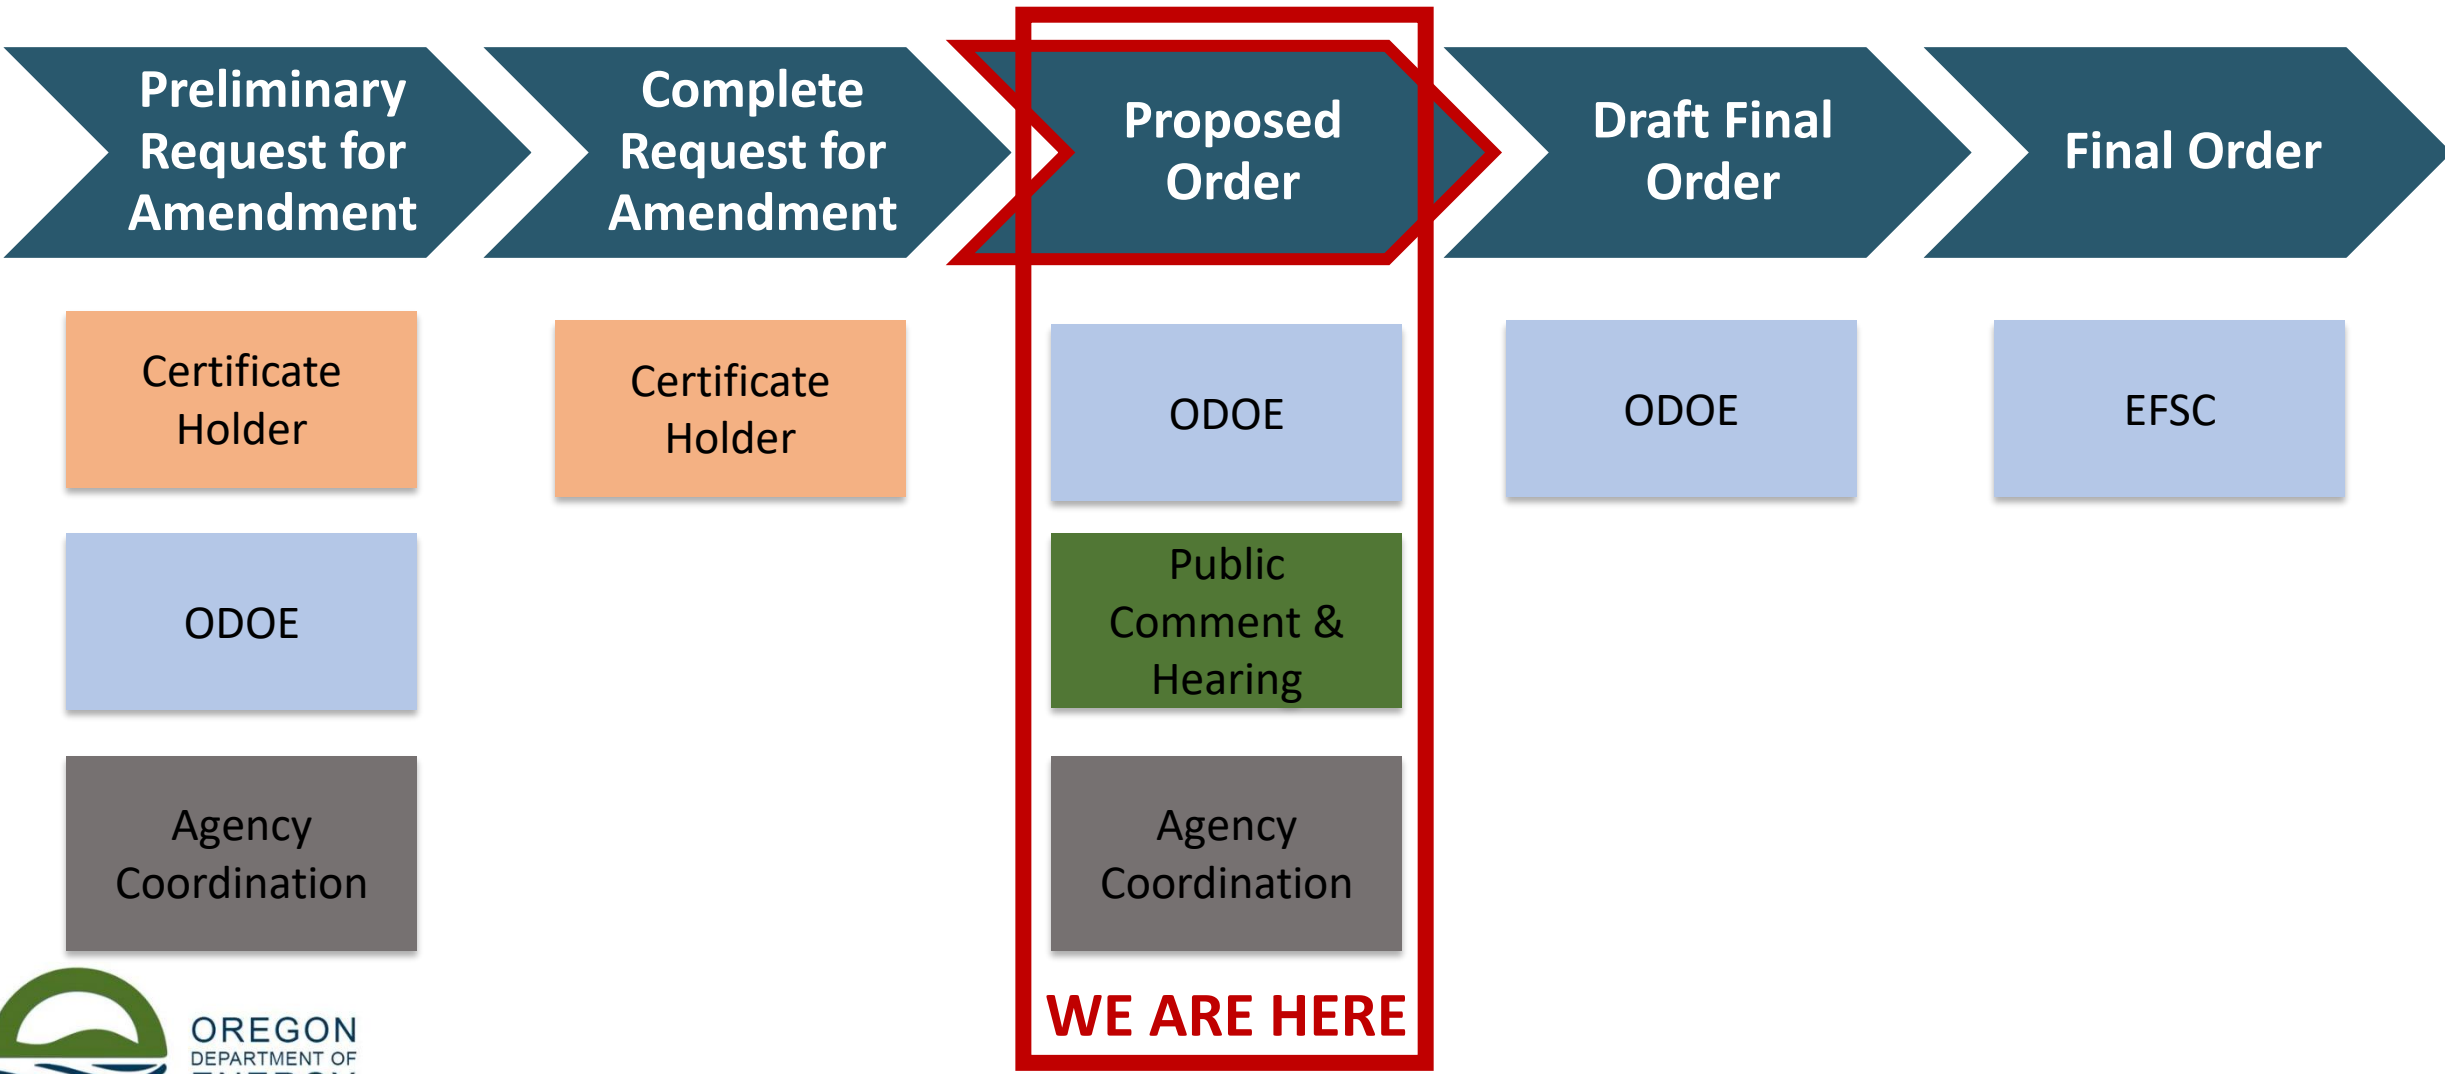 Preliminary
Request for
Amendment
Complete
Request for
Amendment
Proposed
Order
Draft Final
Order
Final Order
Certificate
Holder
Certificate
Holder
ODOE
ODOE
EFSC
ODOE
Public
Comment &
Hearing
Agency
Coordination
Agency
Coordination
WE ARE HERE
OREGON
DEPARTMENT OF
ENERGY